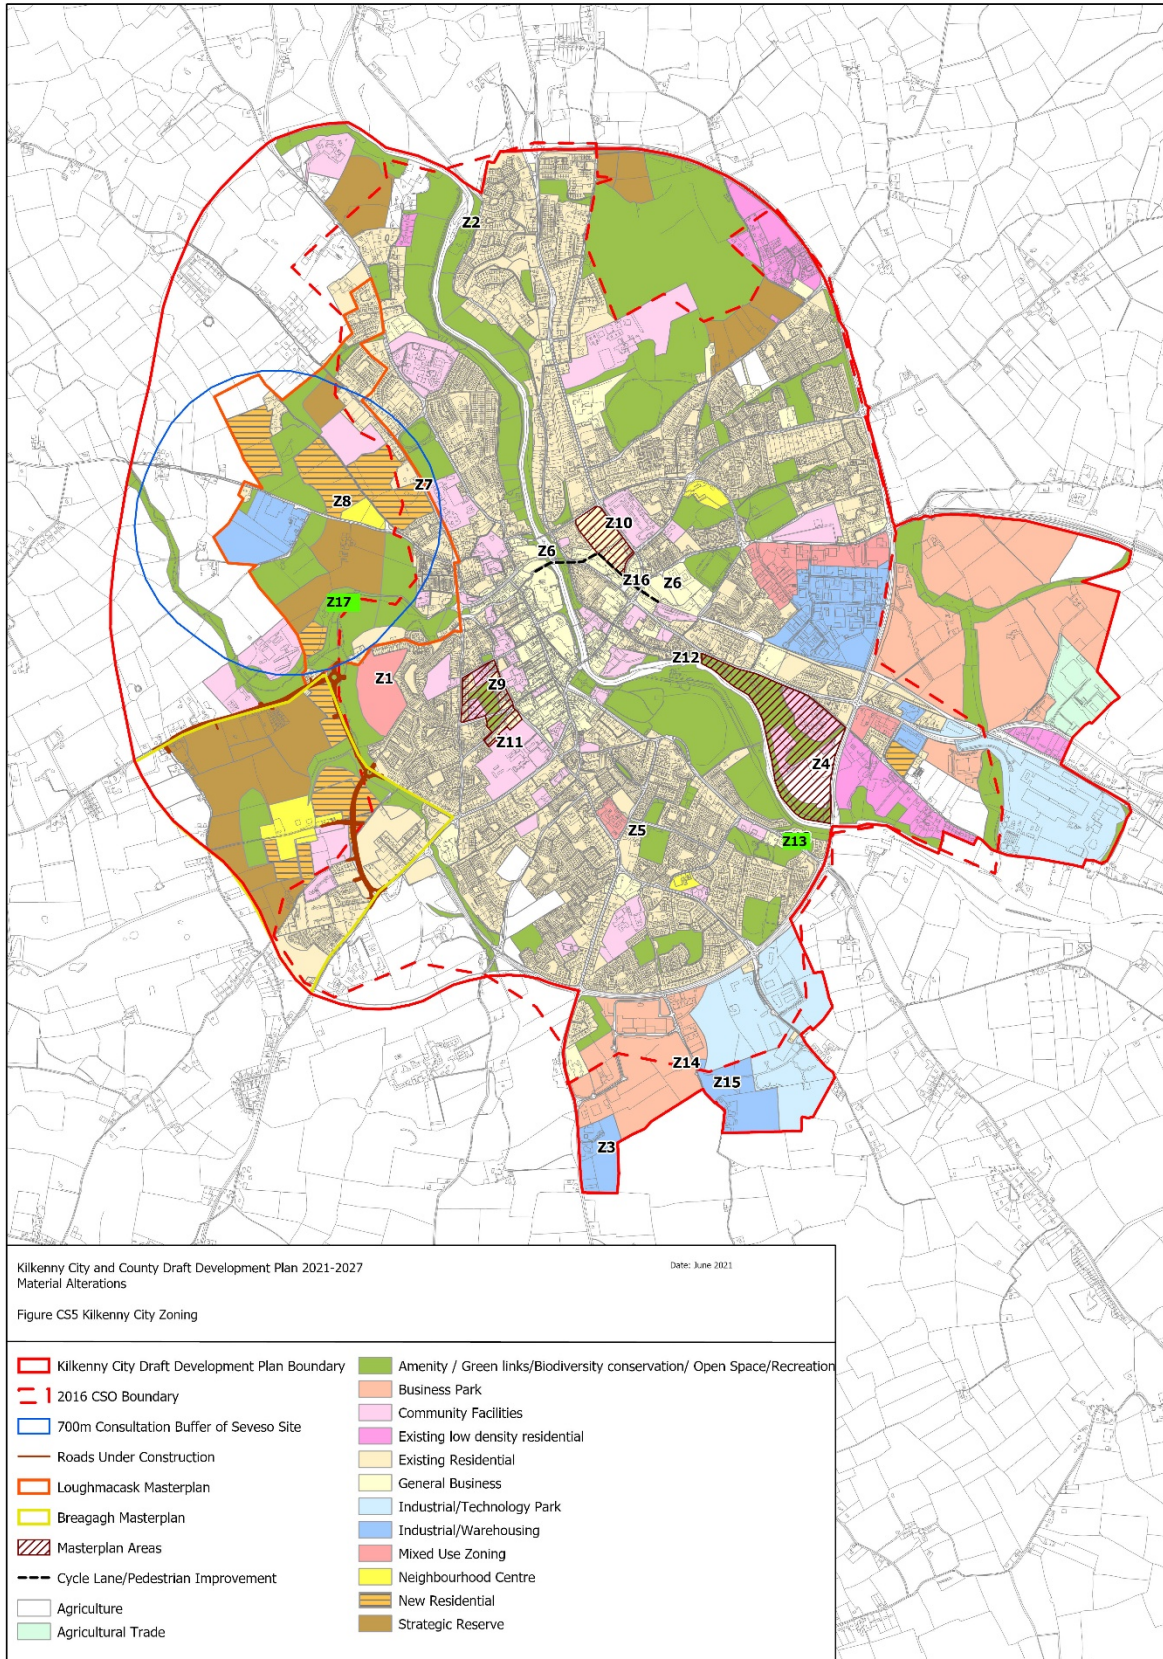 Z2
Z7
Z8
Z10
Z6
Z16
Z6
Z17
Z12
Z1
Z9
Z11
Z4
Z5
Z13
Z14
Z15
Z3
Kilkenny City and County Draft Development Plan 2021-2027
Date: June 2021
Material Alterations
Figure CS5 Kilkenny City Zoning
Kilkenny City Draft Development Plan Boundary
2016 CSO Boundary
700m Consultation Buffer of Seveso Site
Roads Under Construction
Loughmacask Masterplan
Breagagh Masterplan
Masterplan Areas
Cycle Lane/Pedestrian Improvement
Agriculture
Agricultural Trade
Amenity / Green links/Biodiversity conservation/ Open Space/Recreation
Business Park
Community Facilities
Existing low density residential
Existing Residential
General Business
Industrial/Technology Park
Industrial/Warehousing
Mixed Use Zoning
Neighbourhood Centre
New Residential
Strategic Reserve